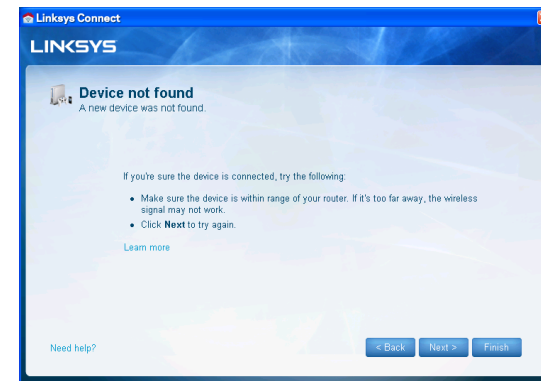 Linksys Connect
LINKSYS
Device not found
A new device was not found.
If you're sure the device is connected, try the following:
• Make sure the device is within range of your router. If it's too far away, the wireless
signal may not work.
• Click Next to try again.
Learn more
Need help?
< Back
Next >
Finish